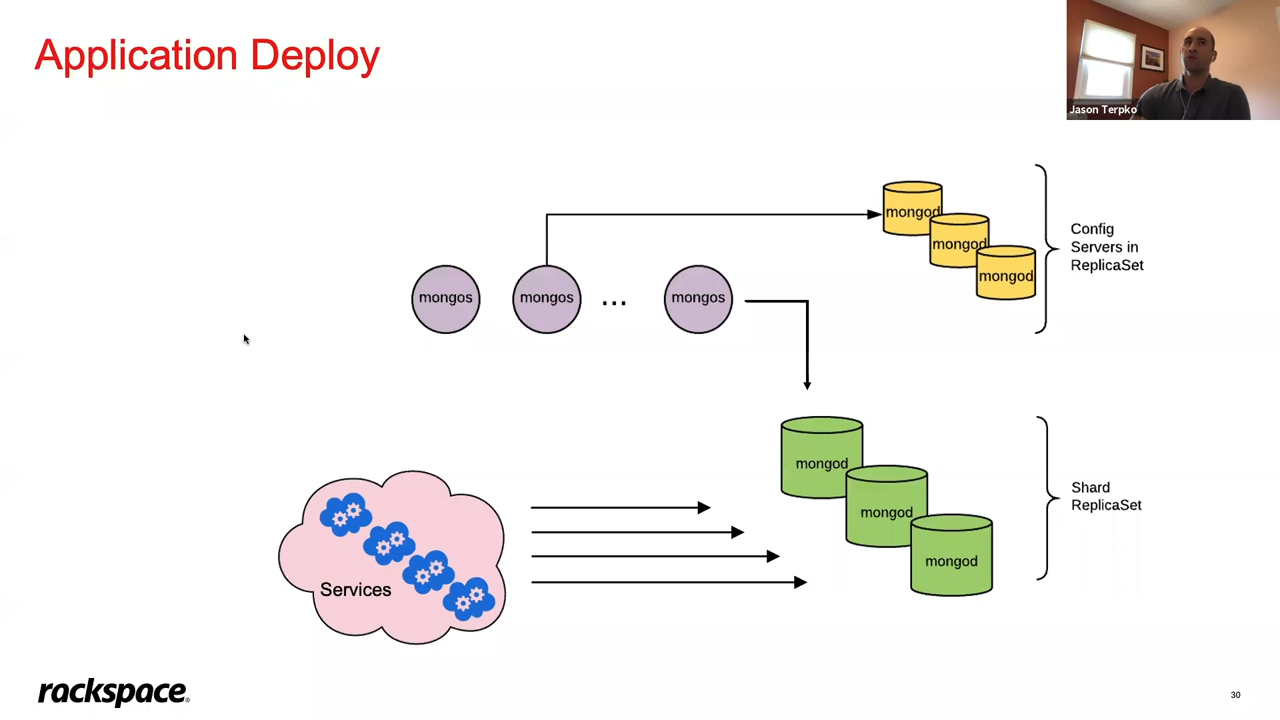 Application Deploy
Jason Terpko
mongod
mongod
mongod
Config
Servers in
ReplicaSet
mongos
mongos
...
mongos
mongod
mongod
mongod
Shard
ReplicaSet
Services
rackspace®
30